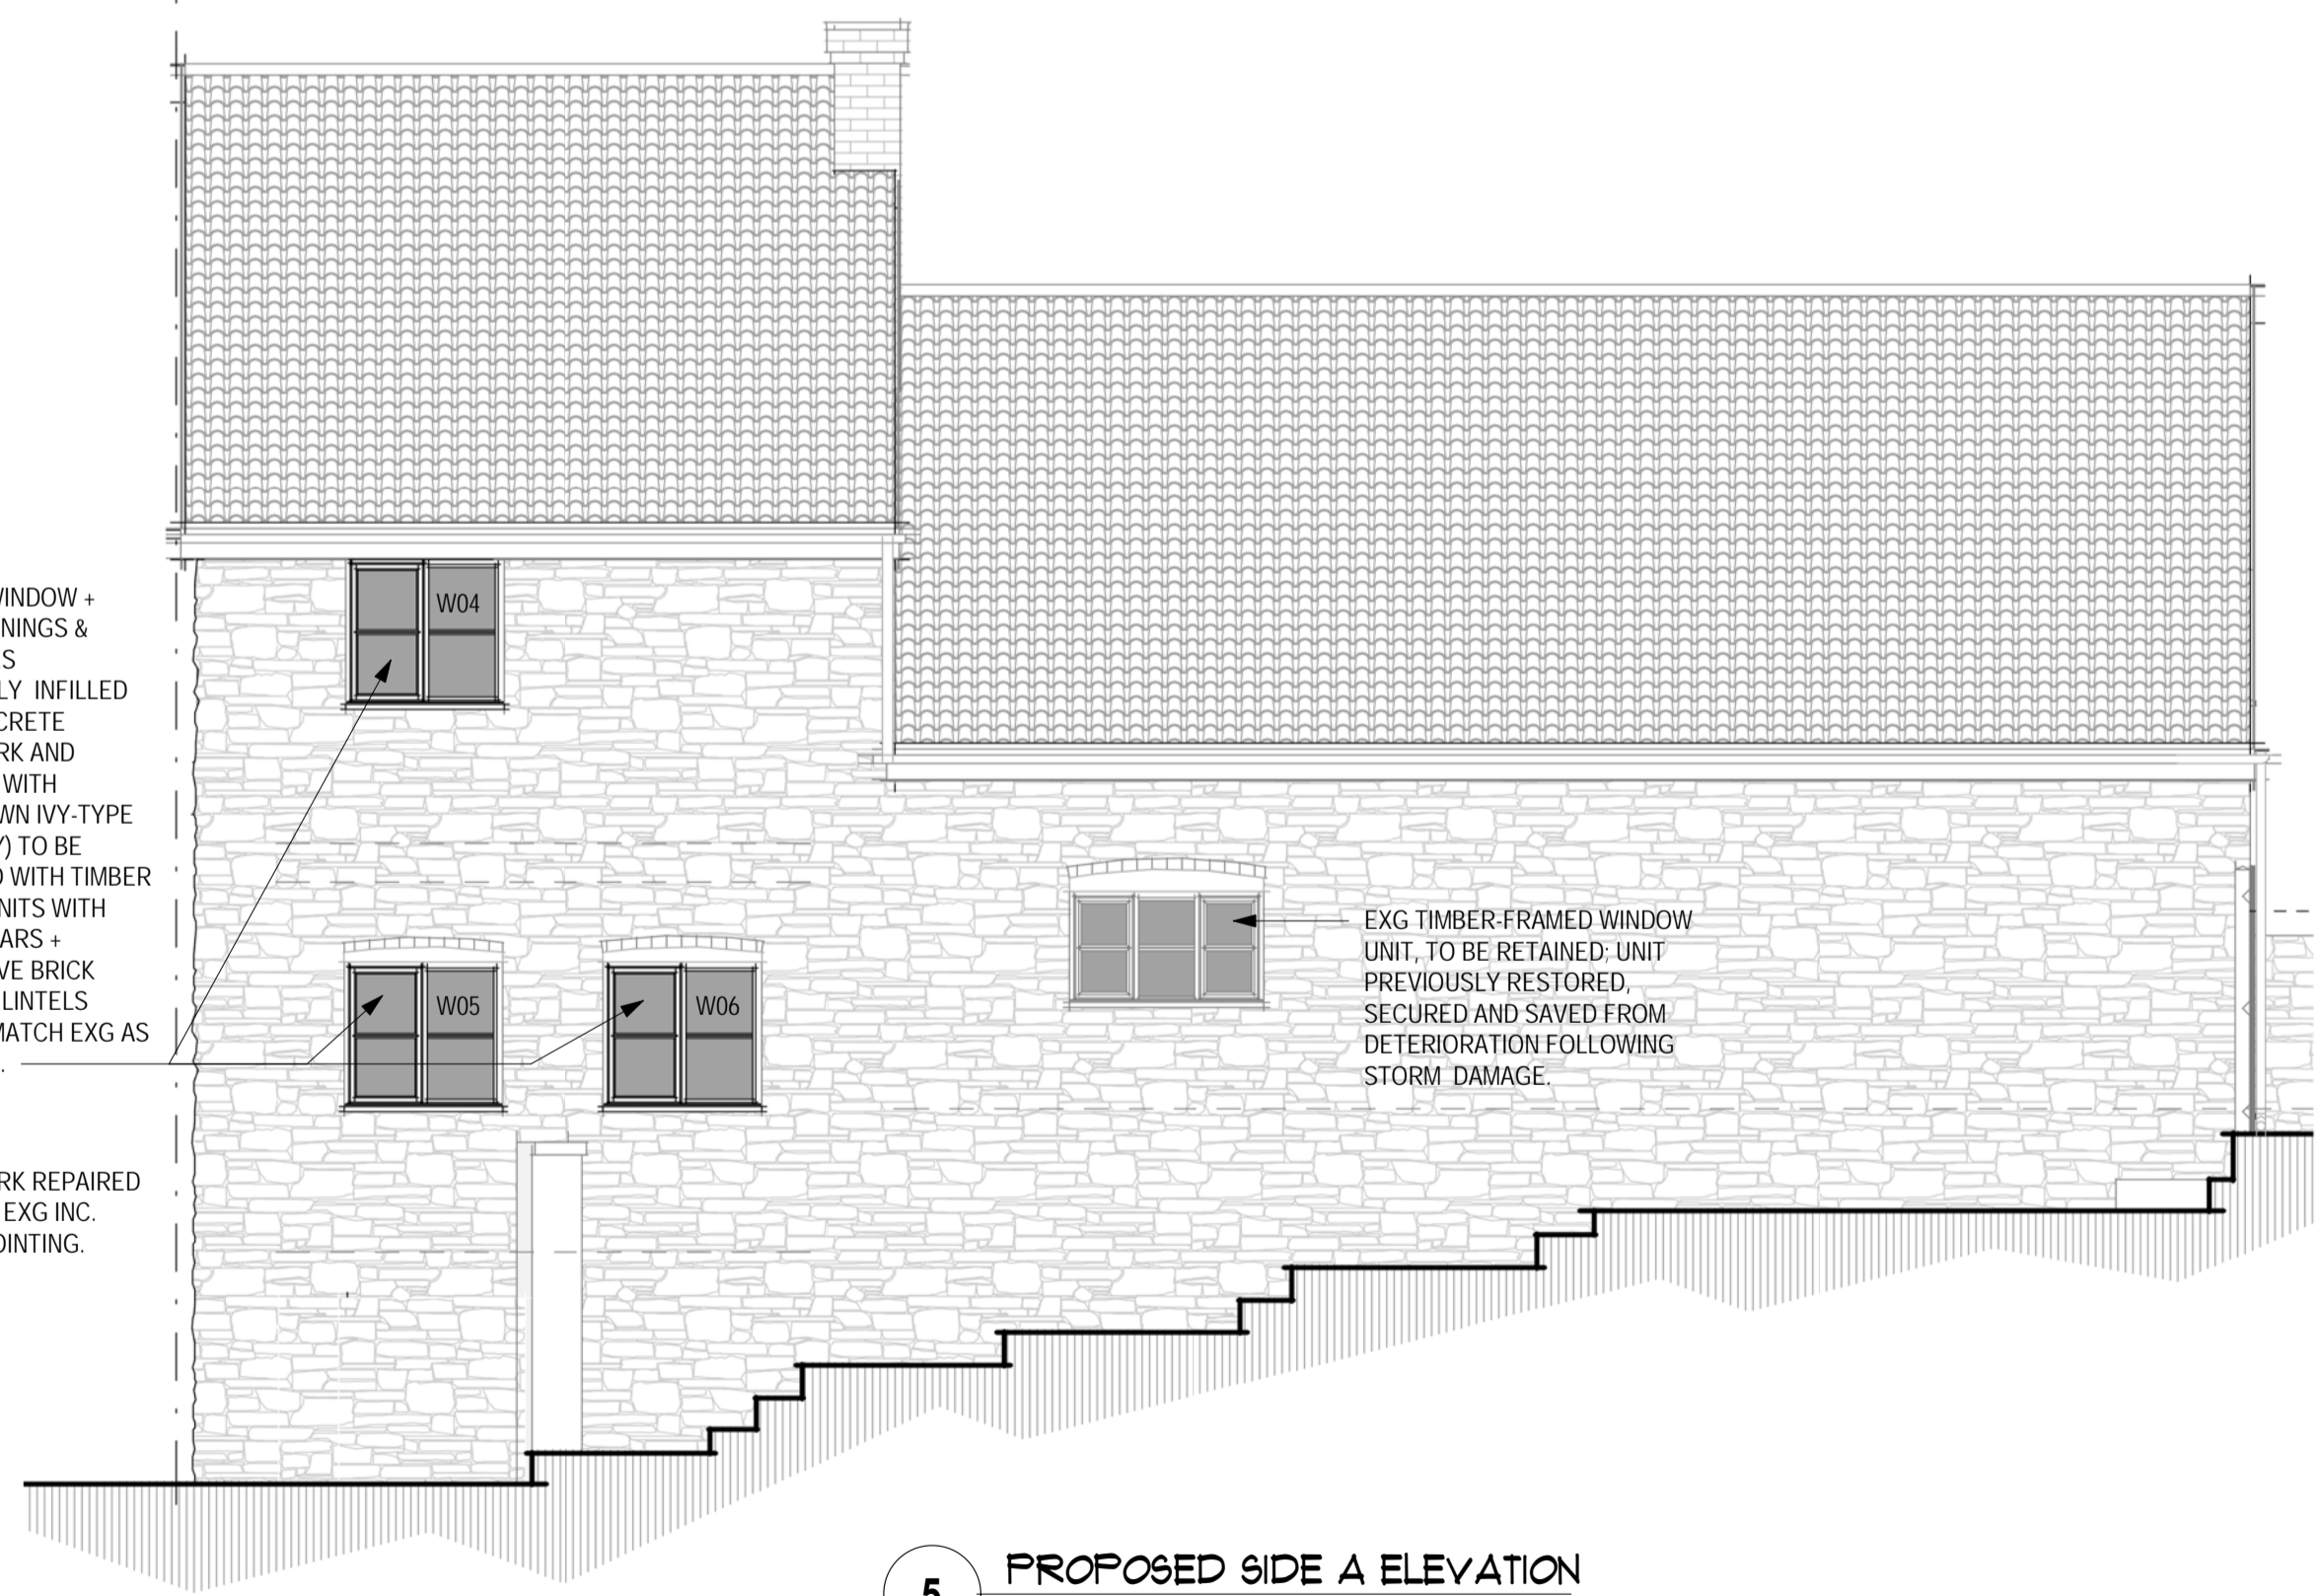 WINDOW +
NINGS &
ES
LY INFILLED
CRETE
RK AND
WITH
WN IVY-TYPE
Y) TO BE
D WITH TIMBER
NITS WITH
ARS +
VE BRICK
LINTELS
MATCH EXG AS
.
RK REPAIRED
EXG INC.
OINTING.
W04
W05
W06
EXG TIMBER-FRAMED WINDOW
UNIT, TO BE RETAINED; UNIT
PREVIOUSLY RESTORED,
SECURED AND SAVED FROM
DETERIORATION FOLLOWING
STORM DAMAGE.
5
PROPOSED SIDE A ELEVATION